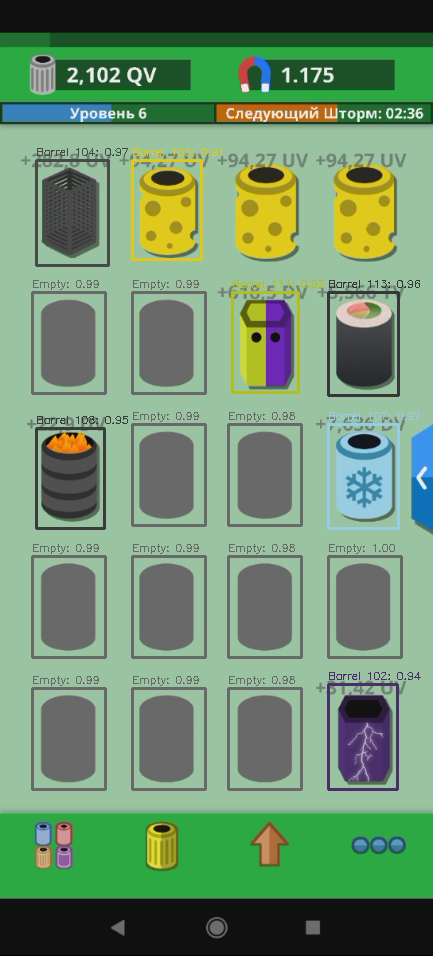 2,102 QV
1.175
Уровень 6
Следующий Шторм: 02:36
Barrel 104: 0.97
+94,27 UV
+94,27 UV
Empty: 0.99
Empty: 0.99
Barrel 113: 0.96
Barrel 108: 0.95
Empty: 0.99
Empty: 0.98
Empty: 0.99
Empty: 0.99
Empty: 0.98
Empty: 1.00
Empty: 0.99
Empty: 0.99
Empty: 0.98
Barrel 102: 0.94